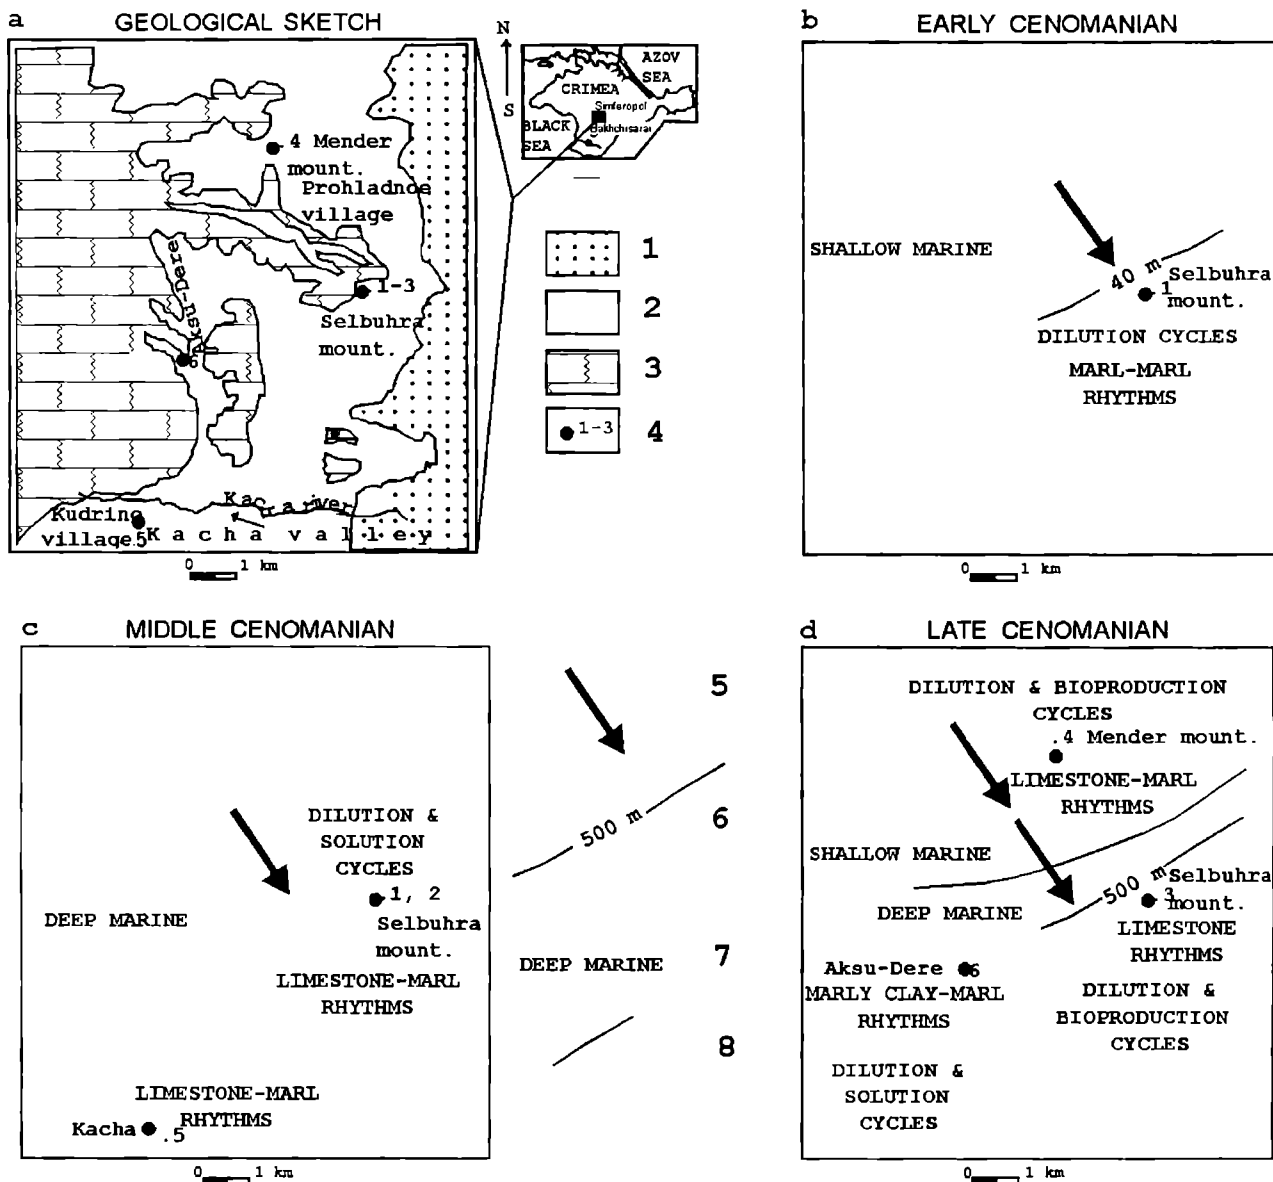 a
GEOLOGICAL SKETCH
N
S
AZOV
SEA
CRIMEA
Simferopol
Bakhchisarai
BLACK
SEA
4 Mender
mount.
Prohladnoe
village
Aksu-Dere
6
1-3
Selbuhra
mount.
Kacha river
Kudrino
village
5
Kacha valley
0 1 km
1
2
3
1-3 4
b
EARLY CENOMANIAN
SHALLOW MARINE
40 m
1
Selbuhra
mount.
DILUTION CYCLES
MARL-MARL
RHYTHMS
0 1 km
c
MIDDLE CENOMANIAN
DILUTION &
SOLUTION
CYCLES
1, 2
Selbuhra
mount.
DEEP MARINE
LIMESTONE-MARL
RHYTHMS
LIMESTONE-MARL
RHYTHMS
Kacha .5
0 1 km
5
500 m 6
DEEP MARINE 7
8
d
LATE CENOMANIAN
DILUTION & BIOPRODUCTION
CYCLES
.4 Mender mount.
LIMESTONE-MARL
RHYTHMS
SHALLOW MARINE
500 m
Selbuhra
3 mount.
DEEP MARINE
LIMESTONE
RHYTHMS
Aksu-Dere 6
MARLY CLAY-MARL
RHYTHMS
DILUTION &
BIOPRODUCTION
CYCLES
DILUTION &
SOLUTION
CYCLES
0 1 km